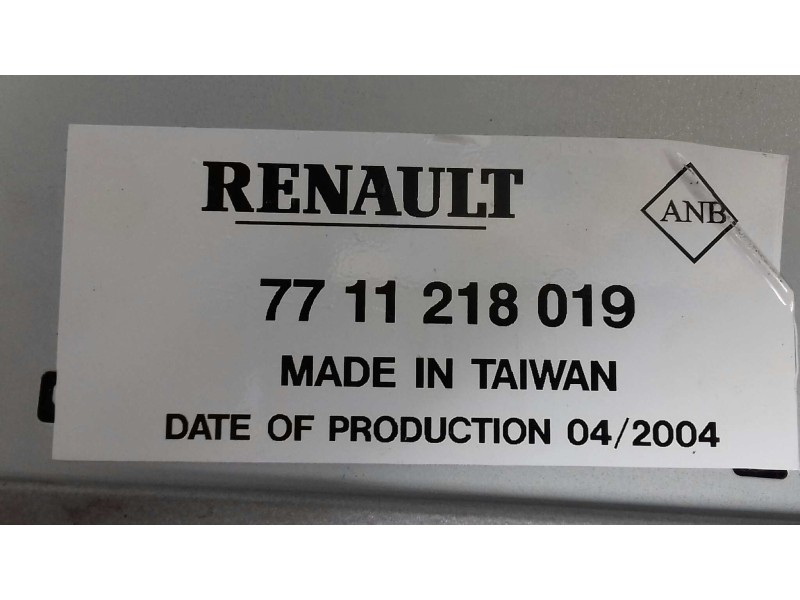 RENAULT
ANB
77 11 218 019
MADE IN TAIWAN
DATE OF PRODUCTION 04/2004